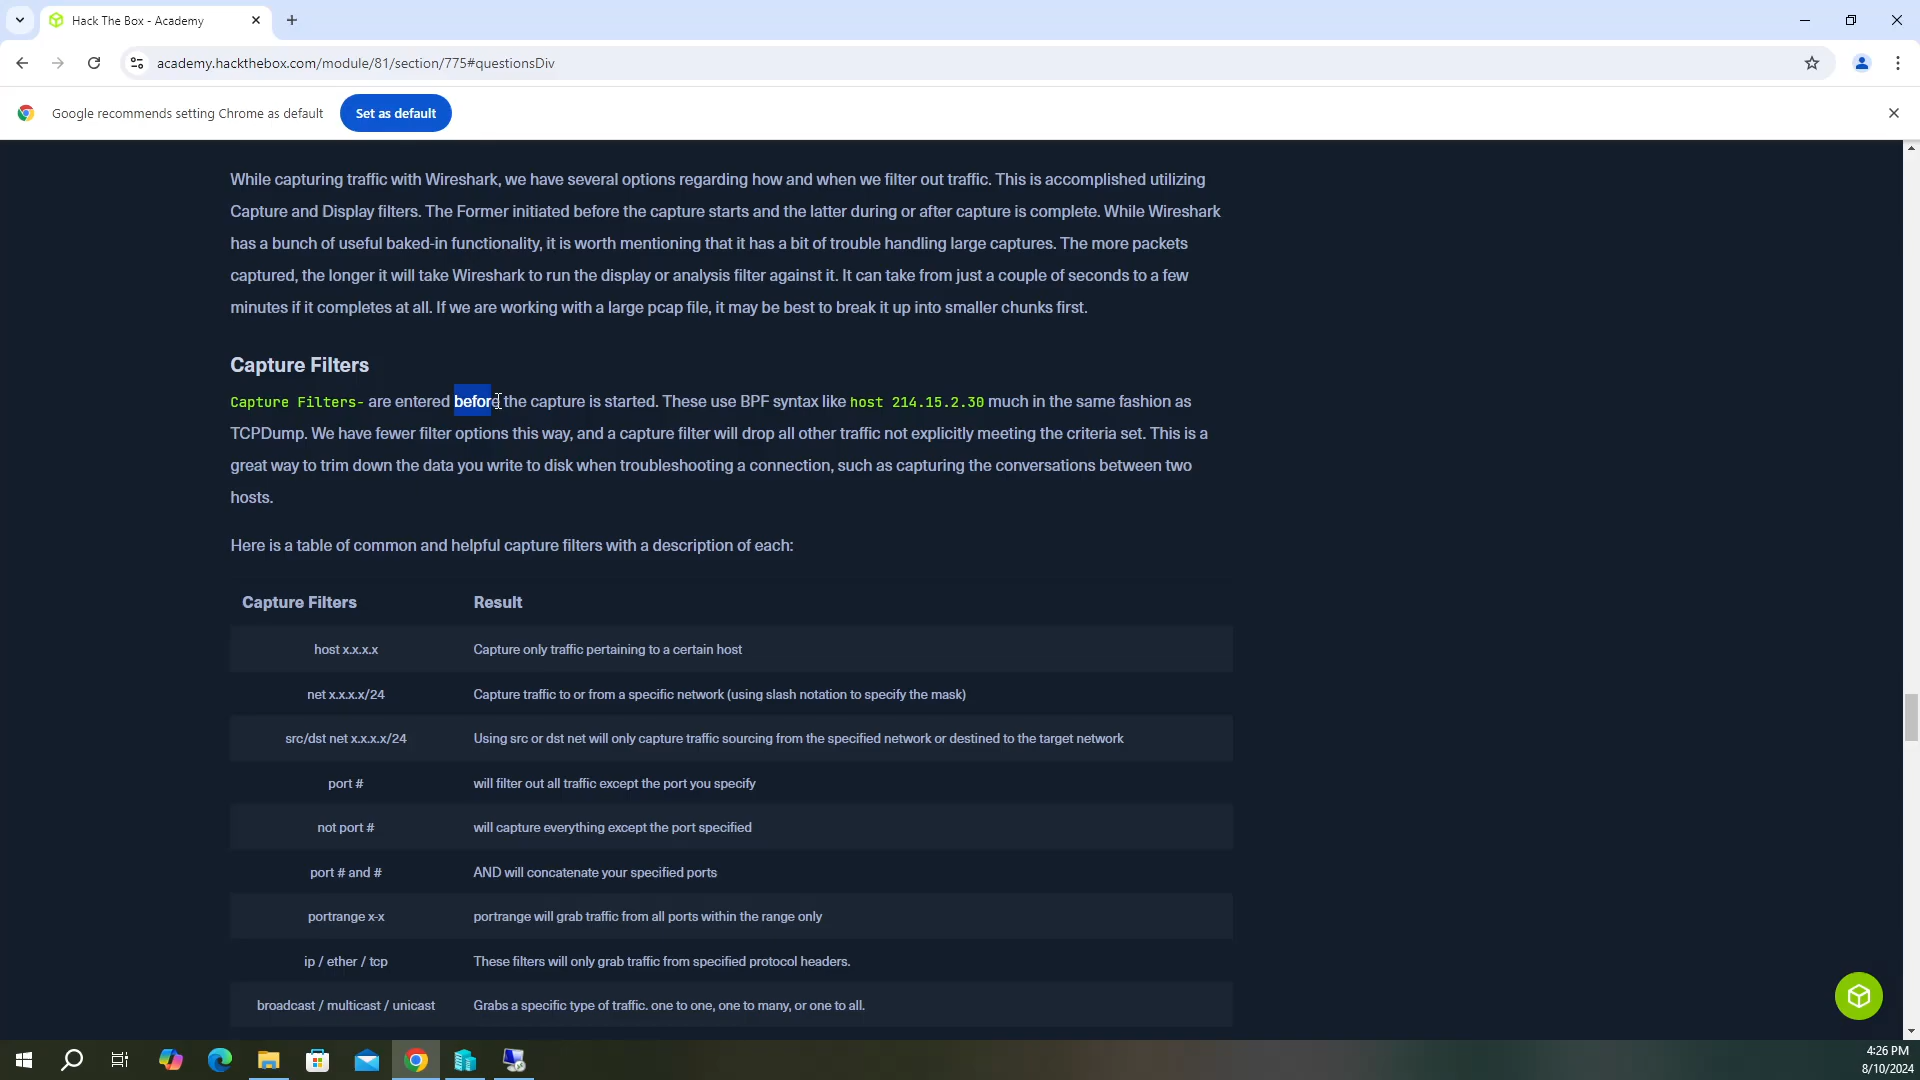 Hack The Box - Academy
academy.hackthebox.com/module/81/section/775#questionsDiv
Google recommends setting Chrome as default
Set as default
While capturing traffic with Wireshark, we have several options regarding how and when we filter out traffic. This is accomplished utilizing
Capture and Display filters. The Former initiated before the capture starts and the latter during or after capture is complete. While Wireshark
has a bunch of useful baked-in functionality, it is worth mentioning that it has a bit of trouble handling large captures. The more packets
captured, the longer it will take Wireshark to run the display or analysis filter against it. It can take from just a couple of seconds to a few
minutes if it completes at all. If we are working with a large pcap file, it may be best to break it up into smaller chunks first.
Capture Filters
Capture Filters- are entered before the capture is started. These use BPF syntax like host 214.15.2.30 much in the same fashion as
TCPDump. We have fewer filter options this way, and a capture filter will drop all other traffic not explicitly meeting the criteria set. This is a
great way to trim down the data you write to disk when troubleshooting a connection, such as capturing the conversations between two
hosts.
Here is a table of common and helpful capture filters with a description of each:
Capture Filters Result
host x.x.x.x Capture only traffic pertaining to a certain host
net x.x.x.x/24 Capture traffic to or from a specific network (using slash notation to specify the mask)
src/dst net x.x.x.x/24 Using src or dst net will only capture traffic sourcing from the specified network or destined to the target network
port # will filter out all traffic except the port you specify
not port # will capture everything except the port specified
port # and # AND will concatenate your specified ports
portrange x-x portrange will grab traffic from all ports within the range only
ip / ether / tcp These filters will only grab traffic from specified protocol headers.
broadcast / multicast / unicast Grabs a specific type of traffic. one to one, one to many, or one to all.
4:26 PM
8/10/2024